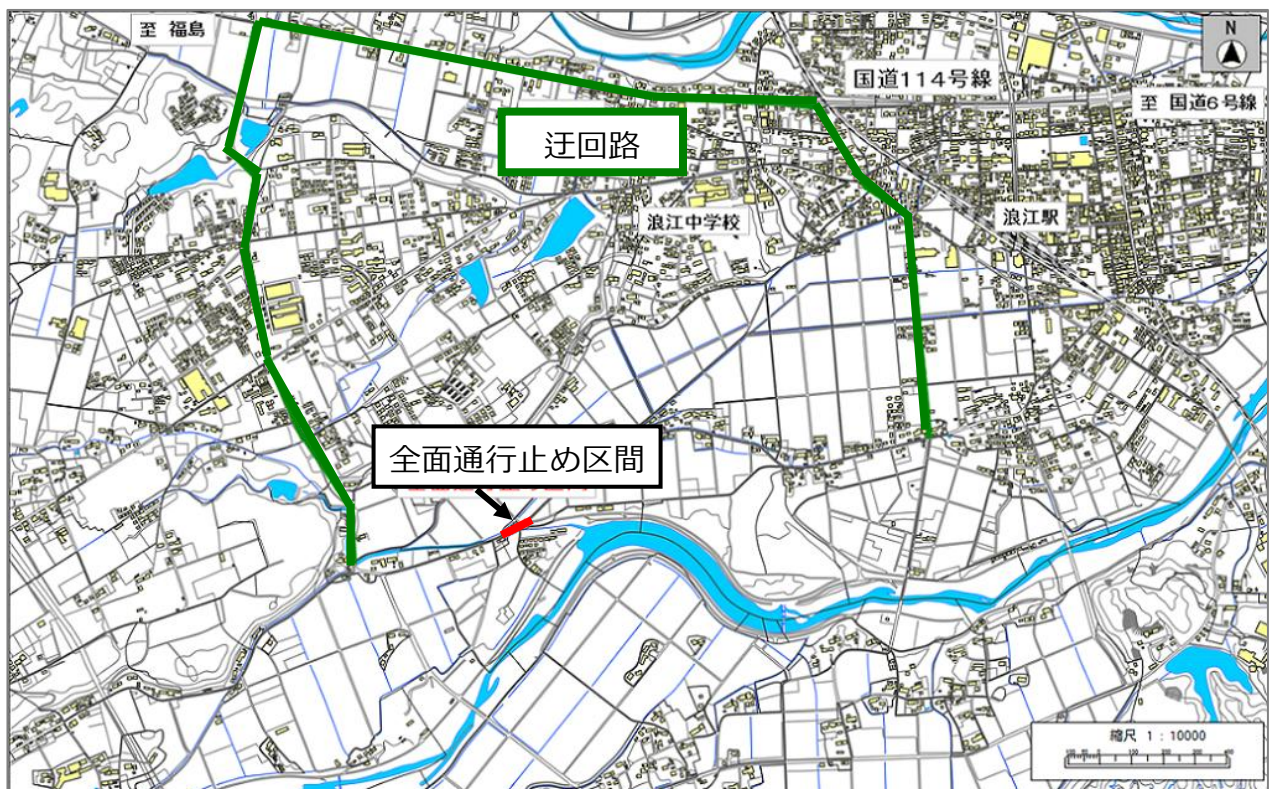 至 福島
N
国道114号線
至 国道6号線
迂回路
浪江中学校
浪江駅
全面通行止め区間
縮尺 1 : 10000